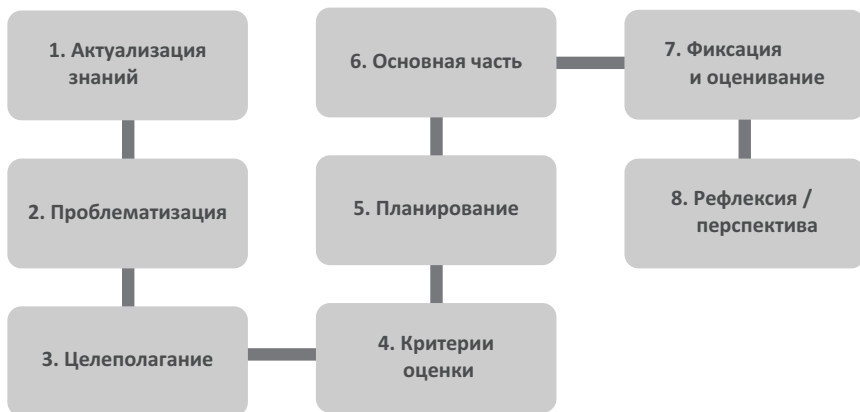 1. Актуализация
знаний
2. Проблематизация
3. Целеполагание
4. Критерии
оценки
5. Планирование
6. Основная часть
7. Фиксация
и оценивание
8. Рефлексия /
перспектива